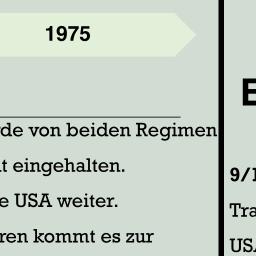 1975
de von beiden Regimen
t eingehalten.
e USA weiter.
ren kommt es zur
E
9/1
Tra
USA